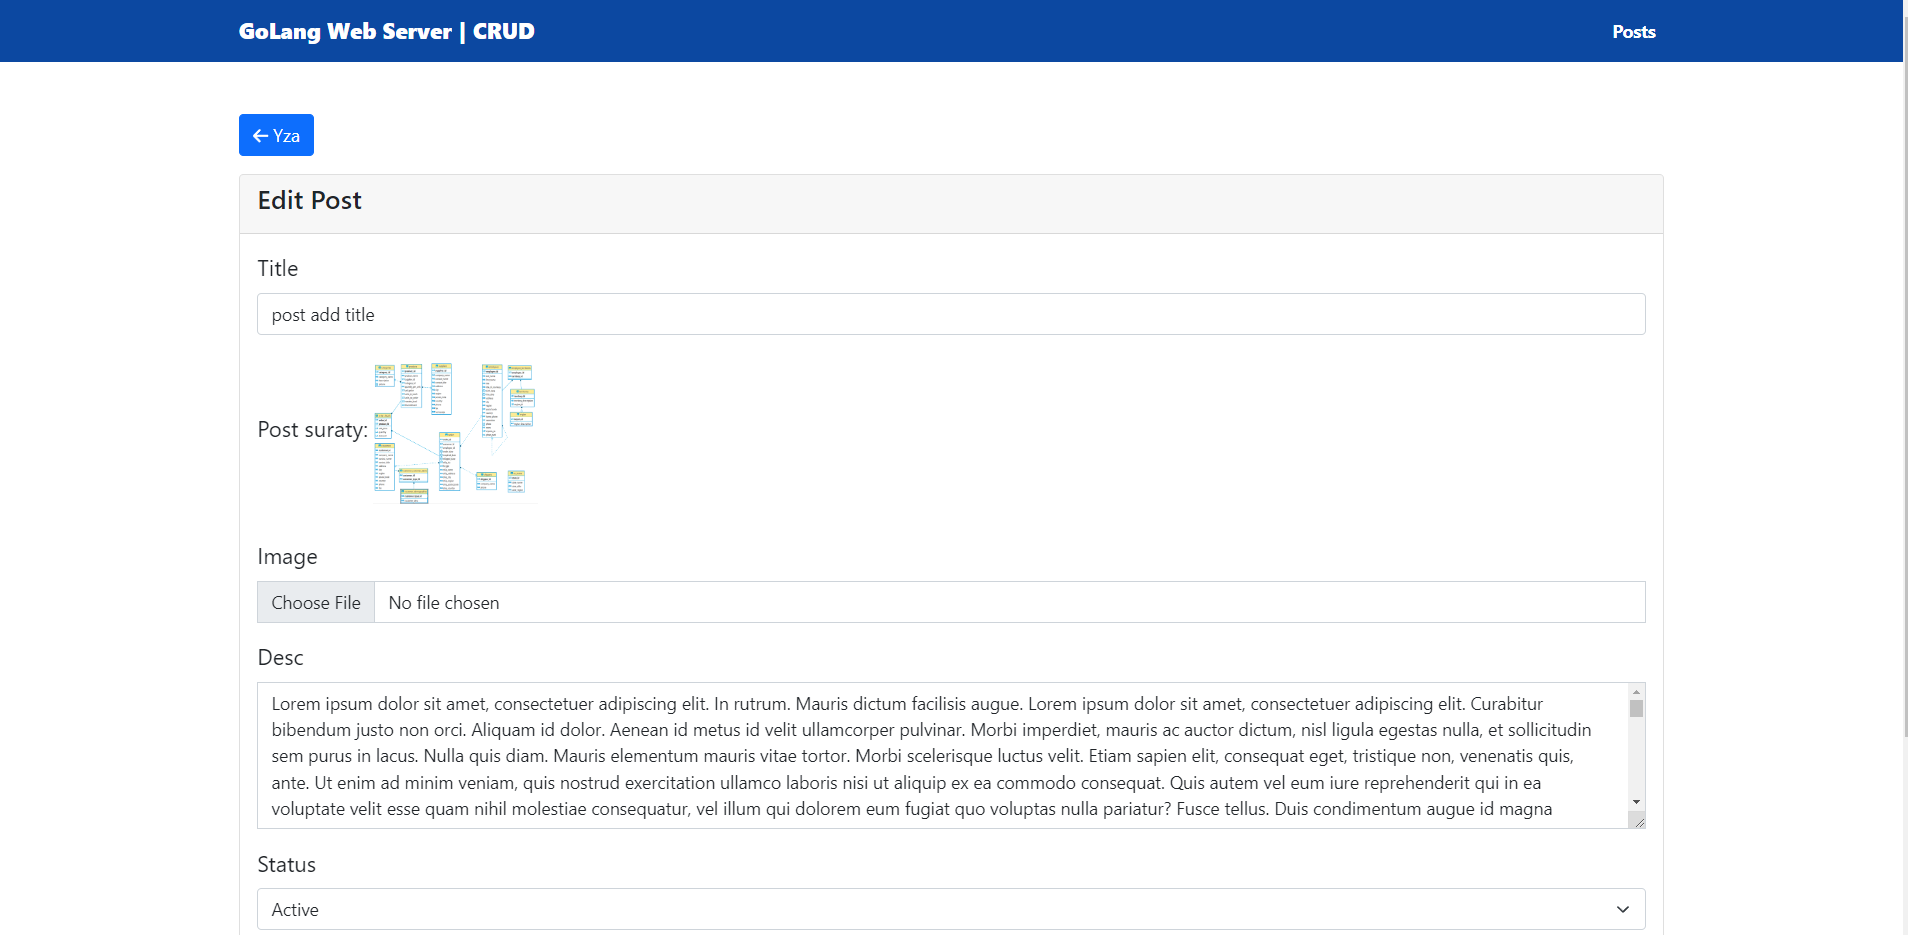 GoLang Web Server | CRUD
Posts
Yza
Edit Post
Title
post add title
Post suraty:
Image
Choose File
No file chosen
Desc
Lorem ipsum dolor sit amet, consectetuer adipiscing elit. In rutrum. Mauris dictum facilisis augue. Lorem ipsum dolor sit amet, consectetuer adipiscing elit. Curabitur
bibendum justo non orci. Aliquam id dolor. Aenean id metus id velit ullamcorper pulvinar. Morbi imperdiet, mauris ac auctor dictum, nisl ligula egestas nulla, et sollicitudin
sem purus in lacus. Nulla quis diam. Mauris elementum mauris vitae tortor. Morbi scelerisque luctus velit. Etiam sapien elit, consequat eget, tristique non, venenatis quis,
ante. Ut enim ad minim veniam, quis nostrud exercitation ullamco laboris nisi ut aliquip ex ea commodo consequat. Quis autem vel eum iure reprehenderit qui in ea
voluptate velit esse quam nihil molestiae consequatur, vel illum qui dolorem eum fugiat quo voluptas nulla pariatur? Fusce tellus. Duis condimentum augue id magna
Status
Active